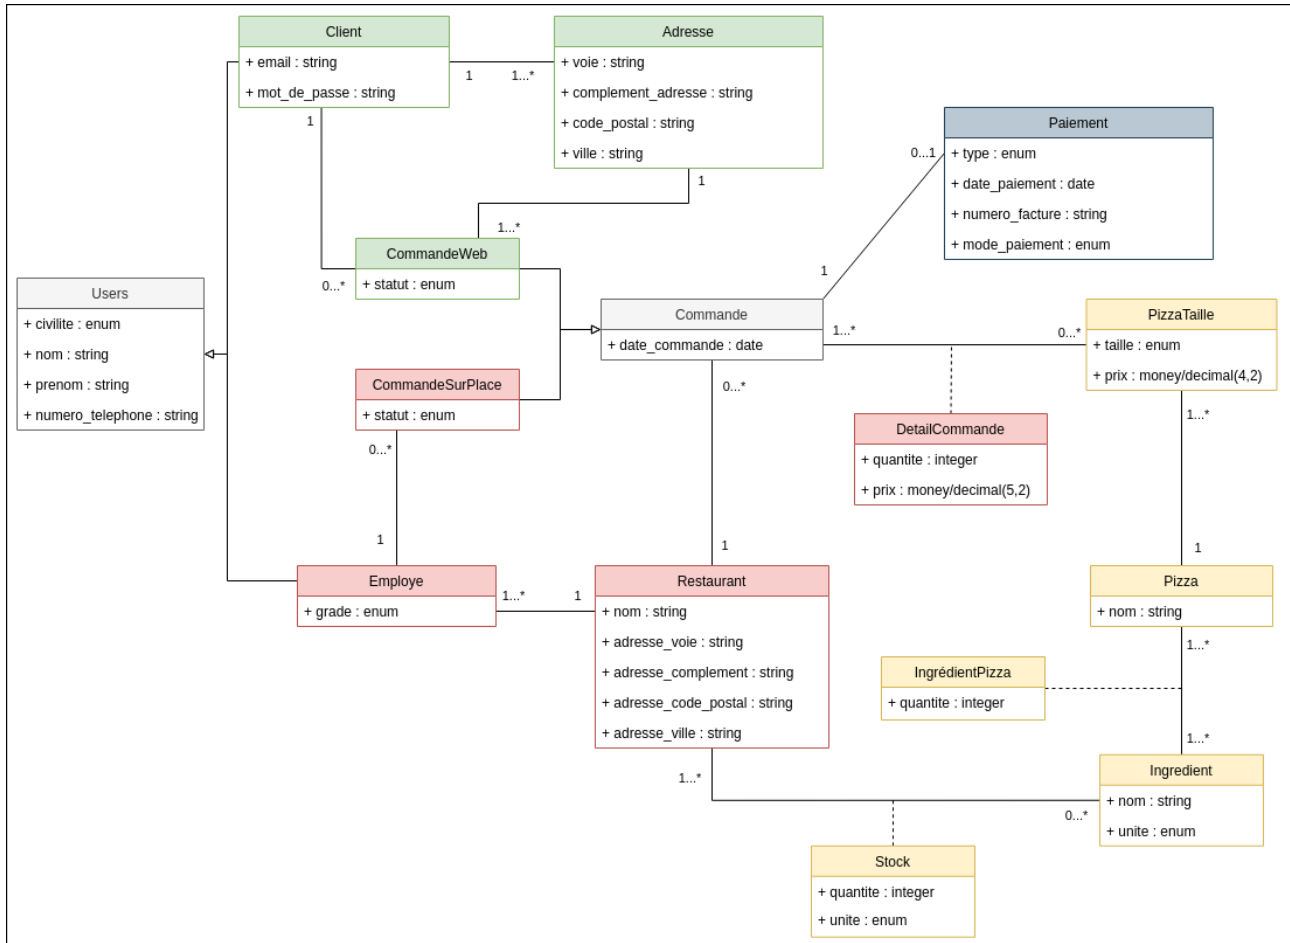 Client
+ email : string
+ mot_de_passe : string
1
1...*
1
Adresse
+ voie : string
+ complement_adresse : string
+ code_postal : string
+ ville : string
1
1...*
Paiement
+ type : enum
+ date_paiement : date
+ numero_facture : string
+ mode_paiement : enum
0...1
1
CommandeWeb
+ statut : enum
0...*
Users
+ civilite : enum
+ nom : string
+ prenom : string
+ numero_telephone : string
Commande
+ date_commande : date
1...*
0...*
0...*
PizzaTaille
+ taille : enum
+ prix : money/decimal(4,2)
1...*
CommandeSurPlace
+ statut : enum
0...*
1
DetailCommande
+ quantite : integer
+ prix : money/decimal(5,2)
1
1
Employe
+ grade : enum
1...*
1
Restaurant
+ nom : string
+ adresse_voie : string
+ adresse_complement : string
+ adresse_code_postal : string
+ adresse_ville : string
1...*
Pizza
+ nom : string
1...*
IngrédientPizza
+ quantite : integer
1...*
Ingredient
+ nom : string
+ unite : enum
0...*
Stock
+ quantite : integer
+ unite : enum